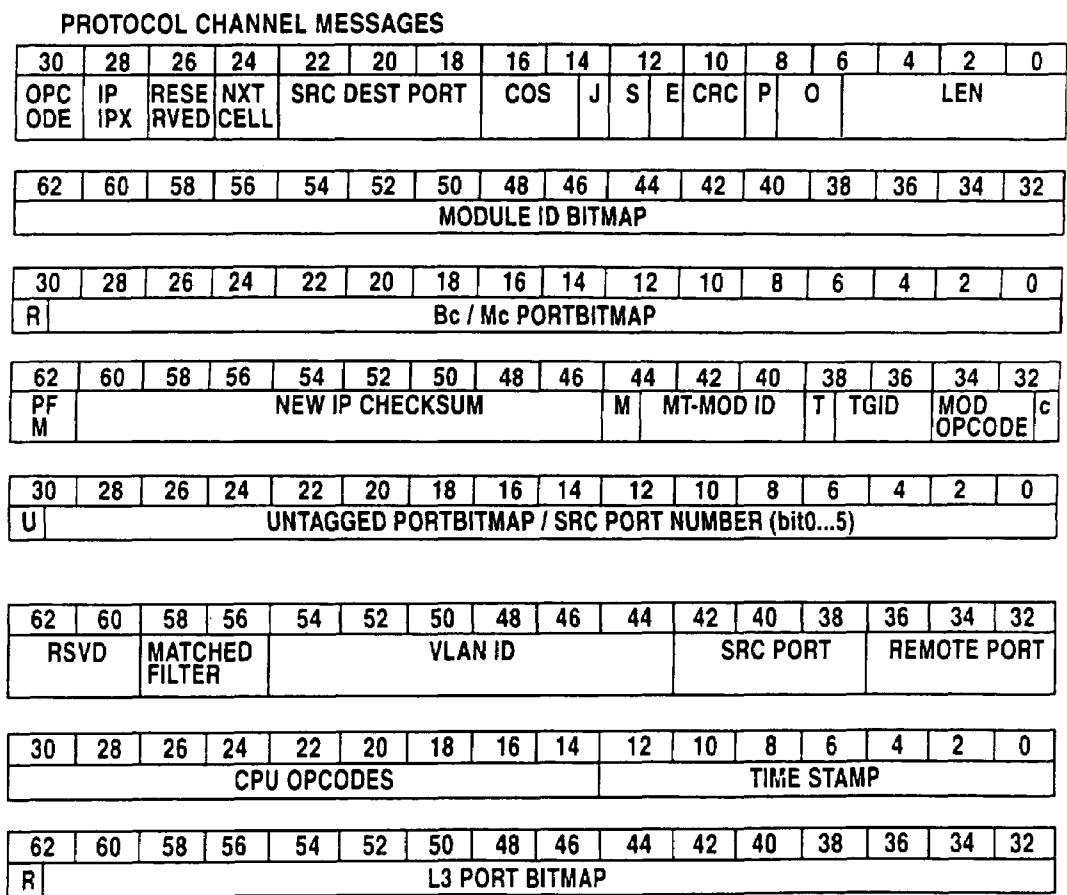 PROTOCOL CHANNEL MESSAGES
30 28 26 24 22 20 18 16 14 12 10 8 6 4 2 0
OPC IP RESE NXT SRC DEST PORT COS J S E CRC P O LEN
ODE IPX RVED CELL
62 60 58 56 54 52 50 48 46 44 42 40 38 36 34 32
MODULE ID BITMAP
30 28 26 24 22 20 18 16 14 12 10 8 6 4 2 0
R Bc / Mc PORTBITMAP
62 60 58 56 54 52 50 48 46 44 42 40 38 36 34 32
PF NEW IP CHECKSUM M MT-MOD ID T TGID MOD c
M OPCODE
30 28 26 24 22 20 18 16 14 12 10 8 6 4 2 0
U UNTAGGED PORTBITMAP / SRC PORT NUMBER (bit0...5)
62 60 58 56 54 52 50 48 46 44 42 40 38 36 34 32
RSVD MATCHED VLAN ID SRC PORT REMOTE PORT
FILTER
30 28 26 24 22 20 18 16 14 12 10 8 6 4 2 0
CPU OPCODES TIME STAMP
62 60 58 56 54 52 50 48 46 44 42 40 38 36 34 32
R L3 PORT BITMAP